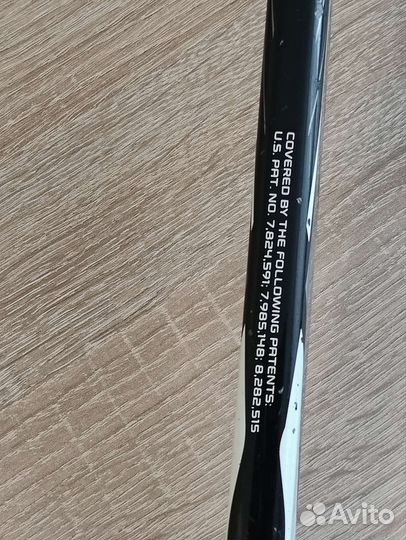 COVERED BY THE FOLLOWING PATENTS:
U.S. PAT. NO. 7,824,591; 7,985,148; 8,282,515
Avito